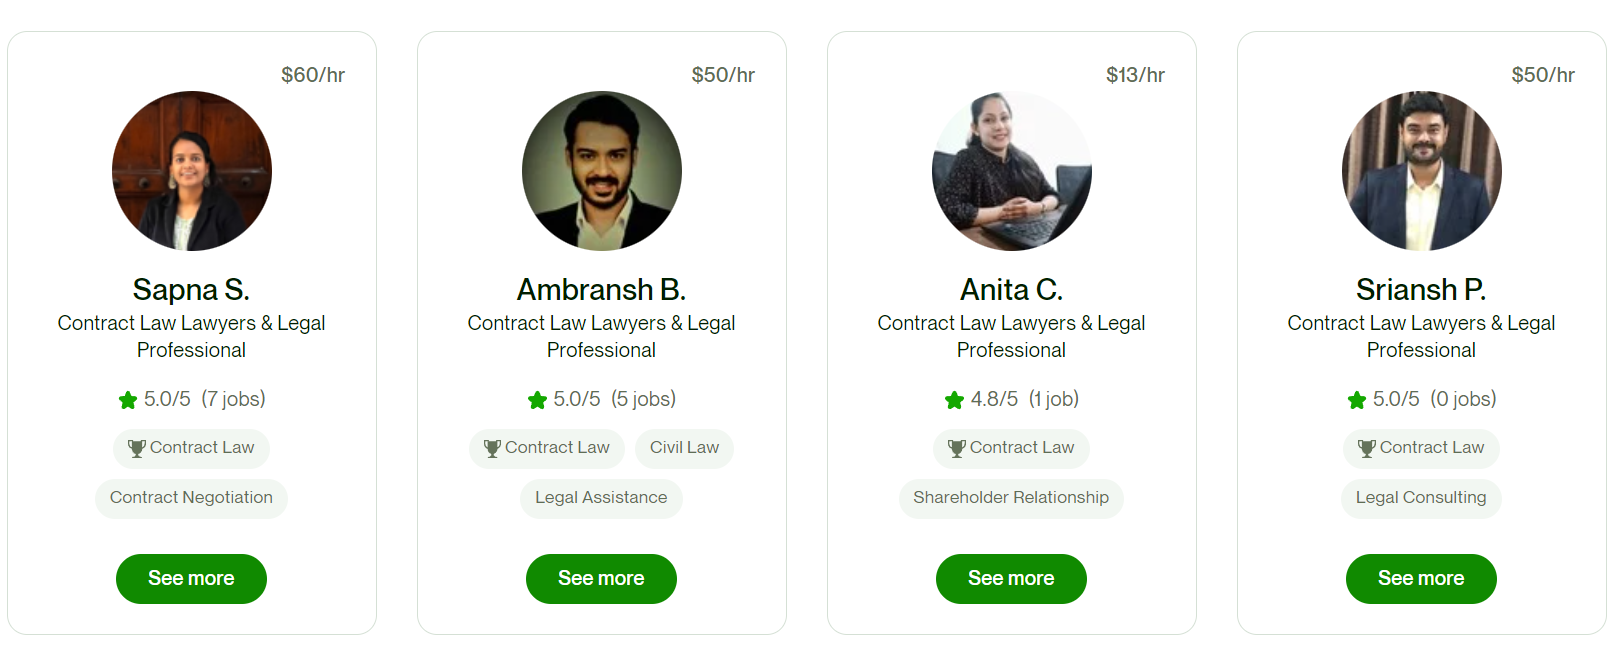 $60/hr
Sapna S.
Contract Law Lawyers & Legal
Professional
5.0/5 (7 jobs)
Contract Law
Contract Negotiation
See more
$50/hr
Ambransh B.
Contract Law Lawyers & Legal
Professional
5.0/5 (5 jobs)
Contract Law
Civil Law
Legal Assistance
See more
$13/hr
Anita C.
Contract Law Lawyers & Legal
Professional
4.8/5 (1 job)
Contract Law
Shareholder Relationship
See more
$50/hr
Sriansh P.
Contract Law Lawyers & Legal
Professional
5.0/5 (0 jobs)
Contract Law
Legal Consulting
See more